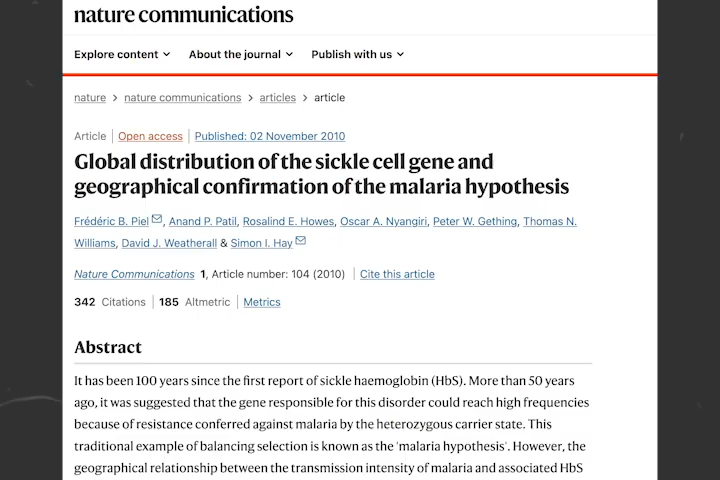 nature communications
Explore content About the journal Publish with us
nature > nature communications > articles > article
Article | Open access | Published: 02 November 2010
Global distribution of the sickle cell gene and
geographical confirmation of the malaria hypothesis
Frédéric B. Piel, Anand P. Patil, Rosalind E. Howes, Oscar A. Nyangiri, Peter W. Gething, Thomas N.
Williams, David J. Weatherall & Simon I. Hay
Nature Communications 1, Article number: 104 (2010) | Cite this article
342 Citations | 185 Altmetric | Metrics
Abstract
It has been 100 years since the first report of sickle haemoglobin (HbS). More than 50 years
ago, it was suggested that the gene responsible for this disorder could reach high frequencies
because of resistance conferred against malaria by the heterozygous carrier state. This
traditional example of balancing selection is known as the 'malaria hypothesis'. However, the
geographical relationship between the transmission intensity of malaria and associated HbS